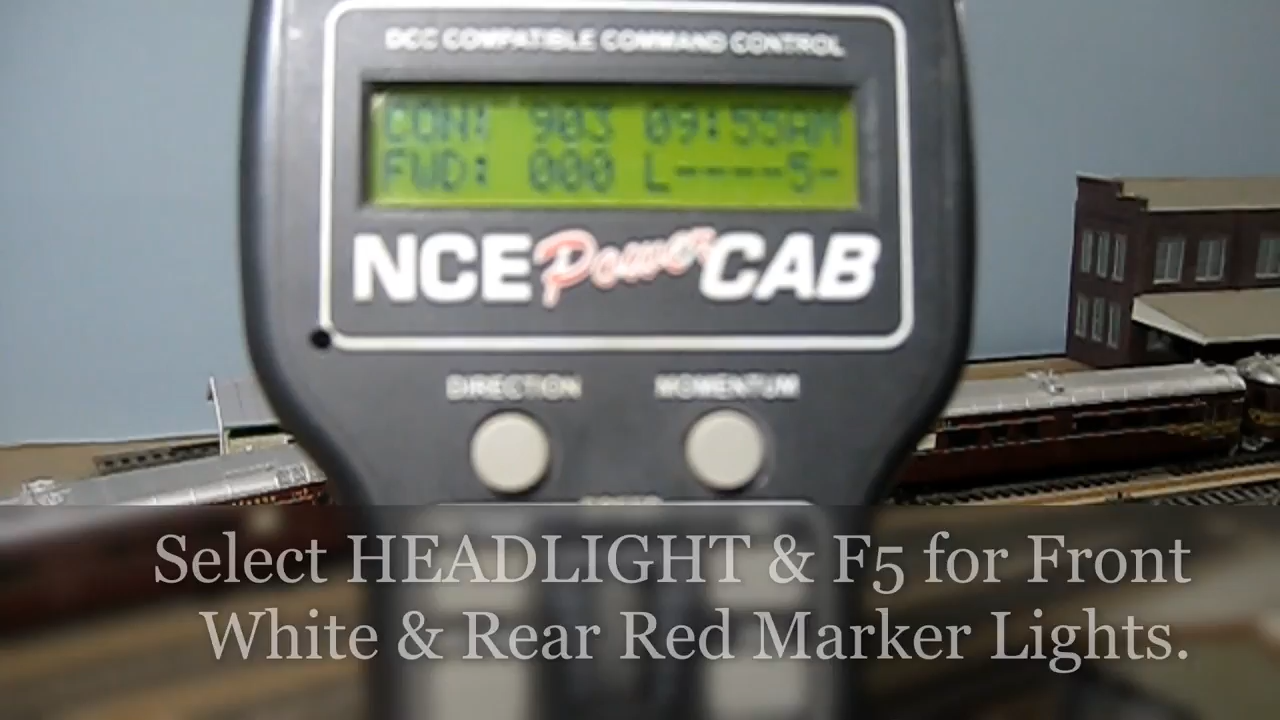 DCC COMPATIBLE COMMAND CONTROL
CON: 903 09:55AM
FWD: 000 L----5-
NCE Power CAB
DIRECTION MOMENTUM
Select HEADLIGHT & F5 for Front
White & Rear Red Marker Lights.